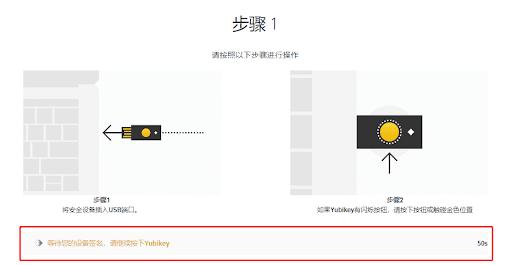 步骤 1
请按照以下步骤进行操作
步骤1
将安全设备插入USB端口。
步骤2
如果Yubikey有闪烁按钮，请按下按钮或触碰金色位置
等待您的设备签名，请继续按下Yubikey
50s